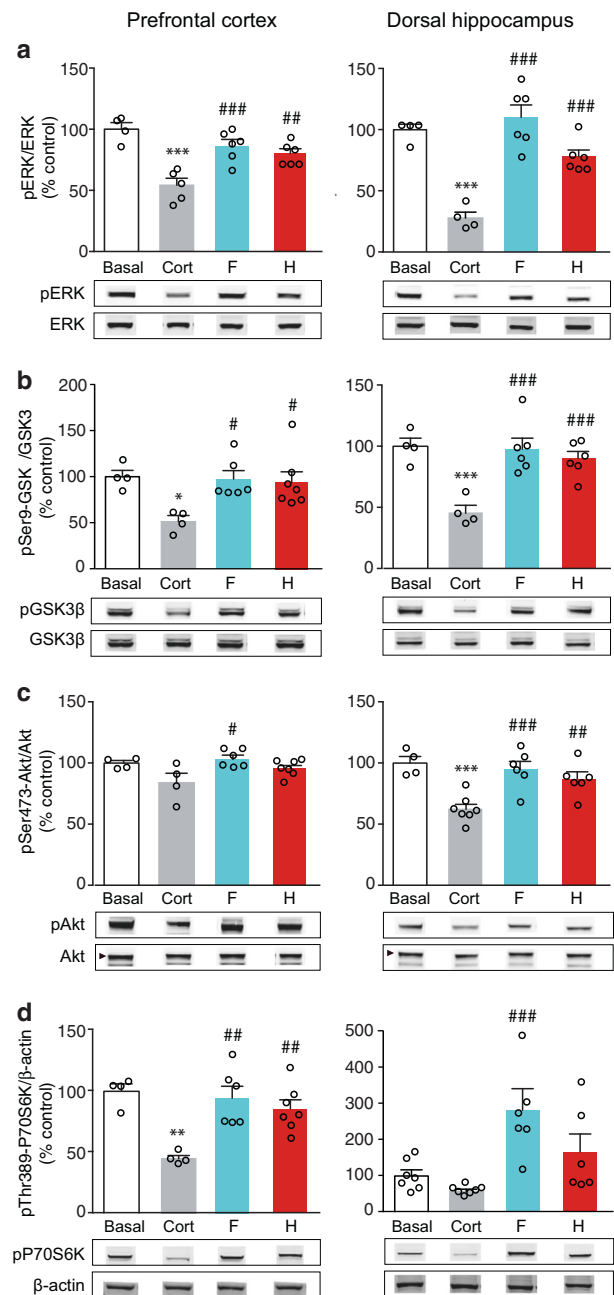 Prefrontal cortex Dorsal hippocampus
a
pERK/ERK
(% control)
150
100
50
0
***
###
##
Basal Cort F H
150
100
50
0
***
###
###
Basal Cort F H
pERK
ERK
b
pSer9-GSK /GSK3
(% control)
200
150
100
50
0
*
#
#
Basal Cort F H
150
100
50
0
***
###
###
Basal Cort F H
pGSK3β
GSK3β
c
pSer473-Akt/Akt
(% control)
150
100
50
0
#
Basal Cort F H
150
100
50
0
***
###
##
Basal Cort F H
pAkt
Akt
d
pThr389-P70S6K/β-actin
(% control)
150
100
50
0
**
##
##
Basal Cort F H
500
400
300
200
100
0
###
Basal Cort F H
pP70S6K
β-actin